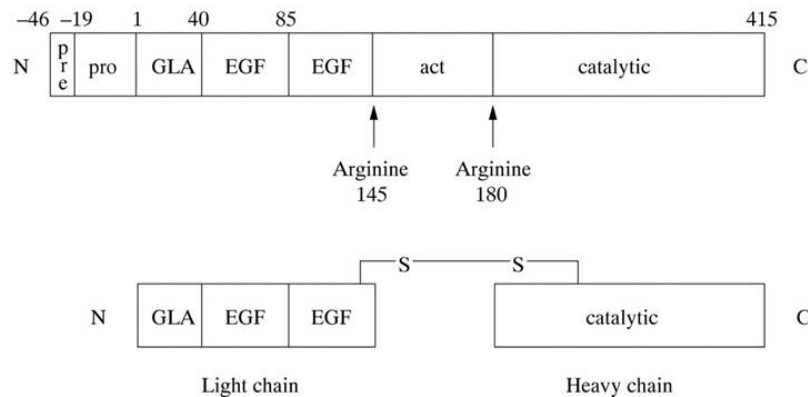 –46 –19 1 40 85 415
N pre pro GLA EGF EGF act catalytic C
Arginine Arginine
145 180
S S
N GLA EGF EGF catalytic C
Light chain Heavy chain